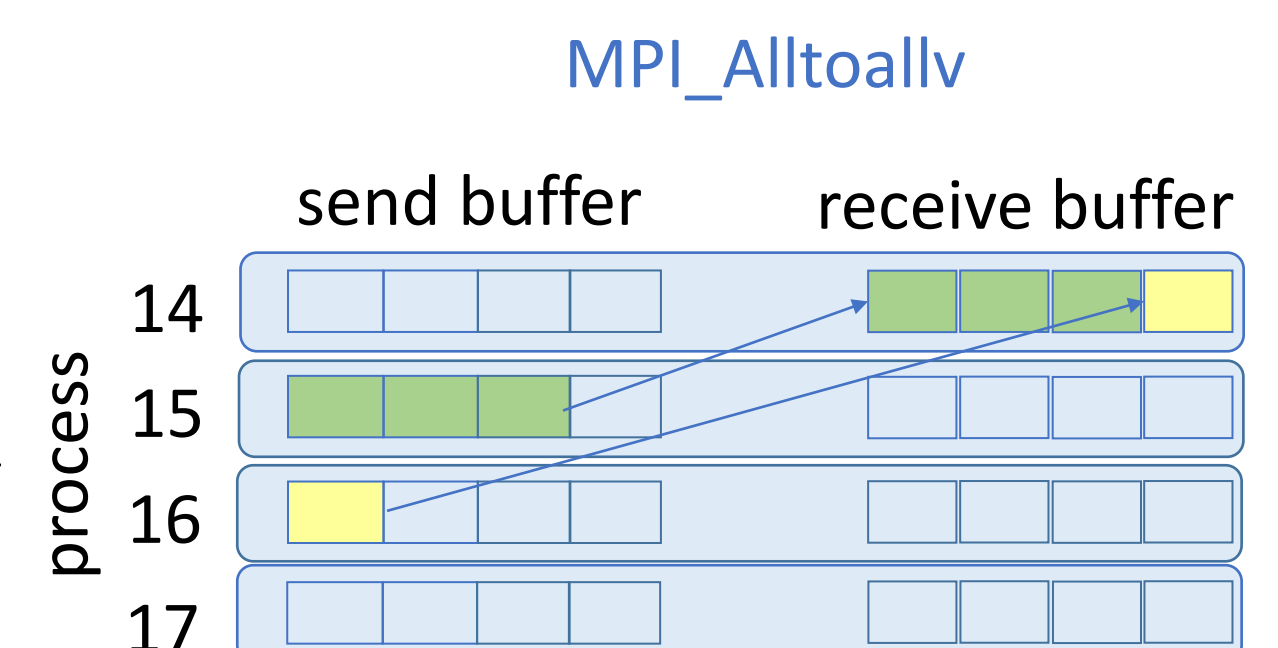 MPI_Alltoallv
send buffer
receive buffer
process
14
15
16
17